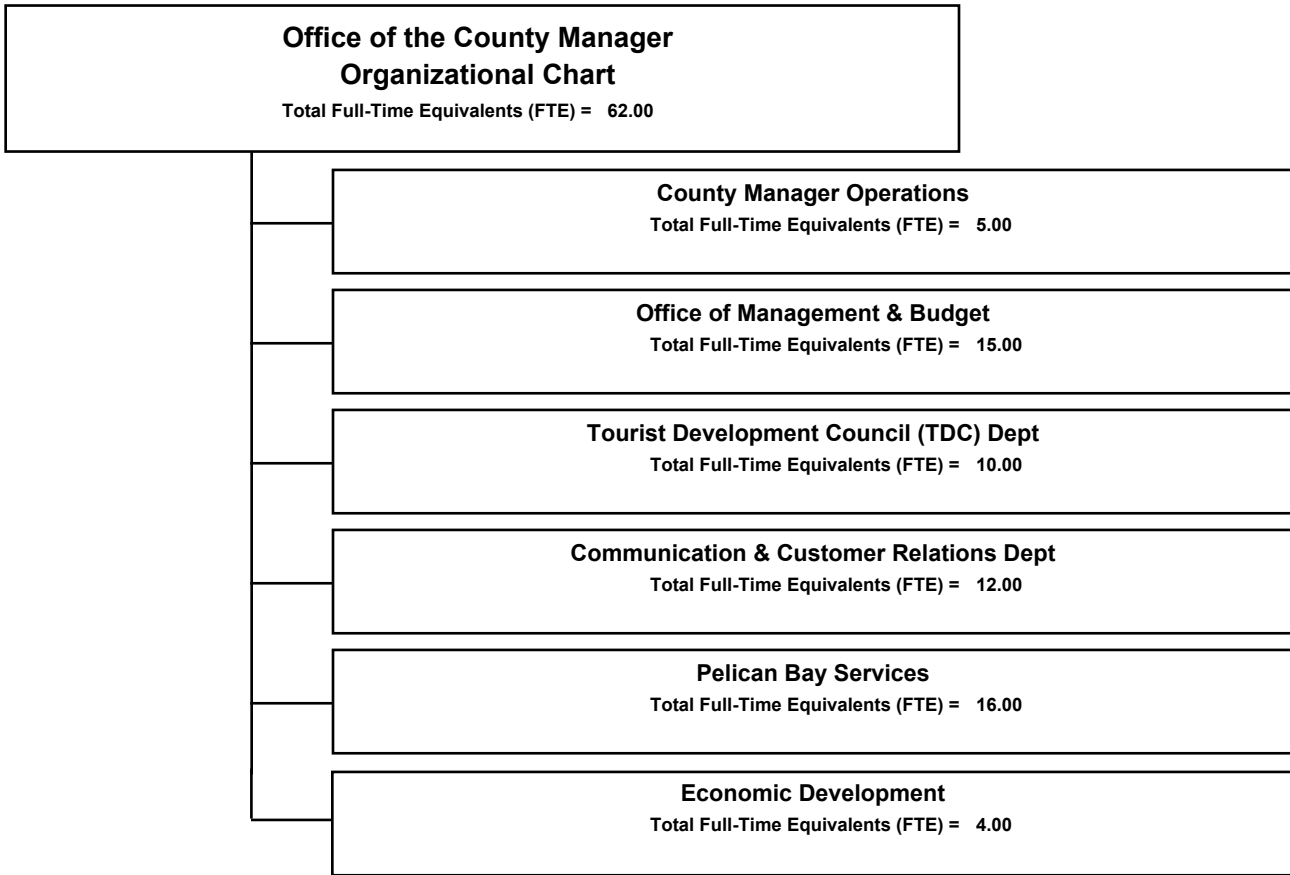 Office of the County Manager
Organizational Chart
Total Full-Time Equivalents (FTE) = 62.00
County Manager Operations
Total Full-Time Equivalents (FTE) = 5.00
Office of Management & Budget
Total Full-Time Equivalents (FTE) = 15.00
Tourist Development Council (TDC) Dept
Total Full-Time Equivalents (FTE) = 10.00
Communication & Customer Relations Dept
Total Full-Time Equivalents (FTE) = 12.00
Pelican Bay Services
Total Full-Time Equivalents (FTE) = 16.00
Economic Development
Total Full-Time Equivalents (FTE) = 4.00